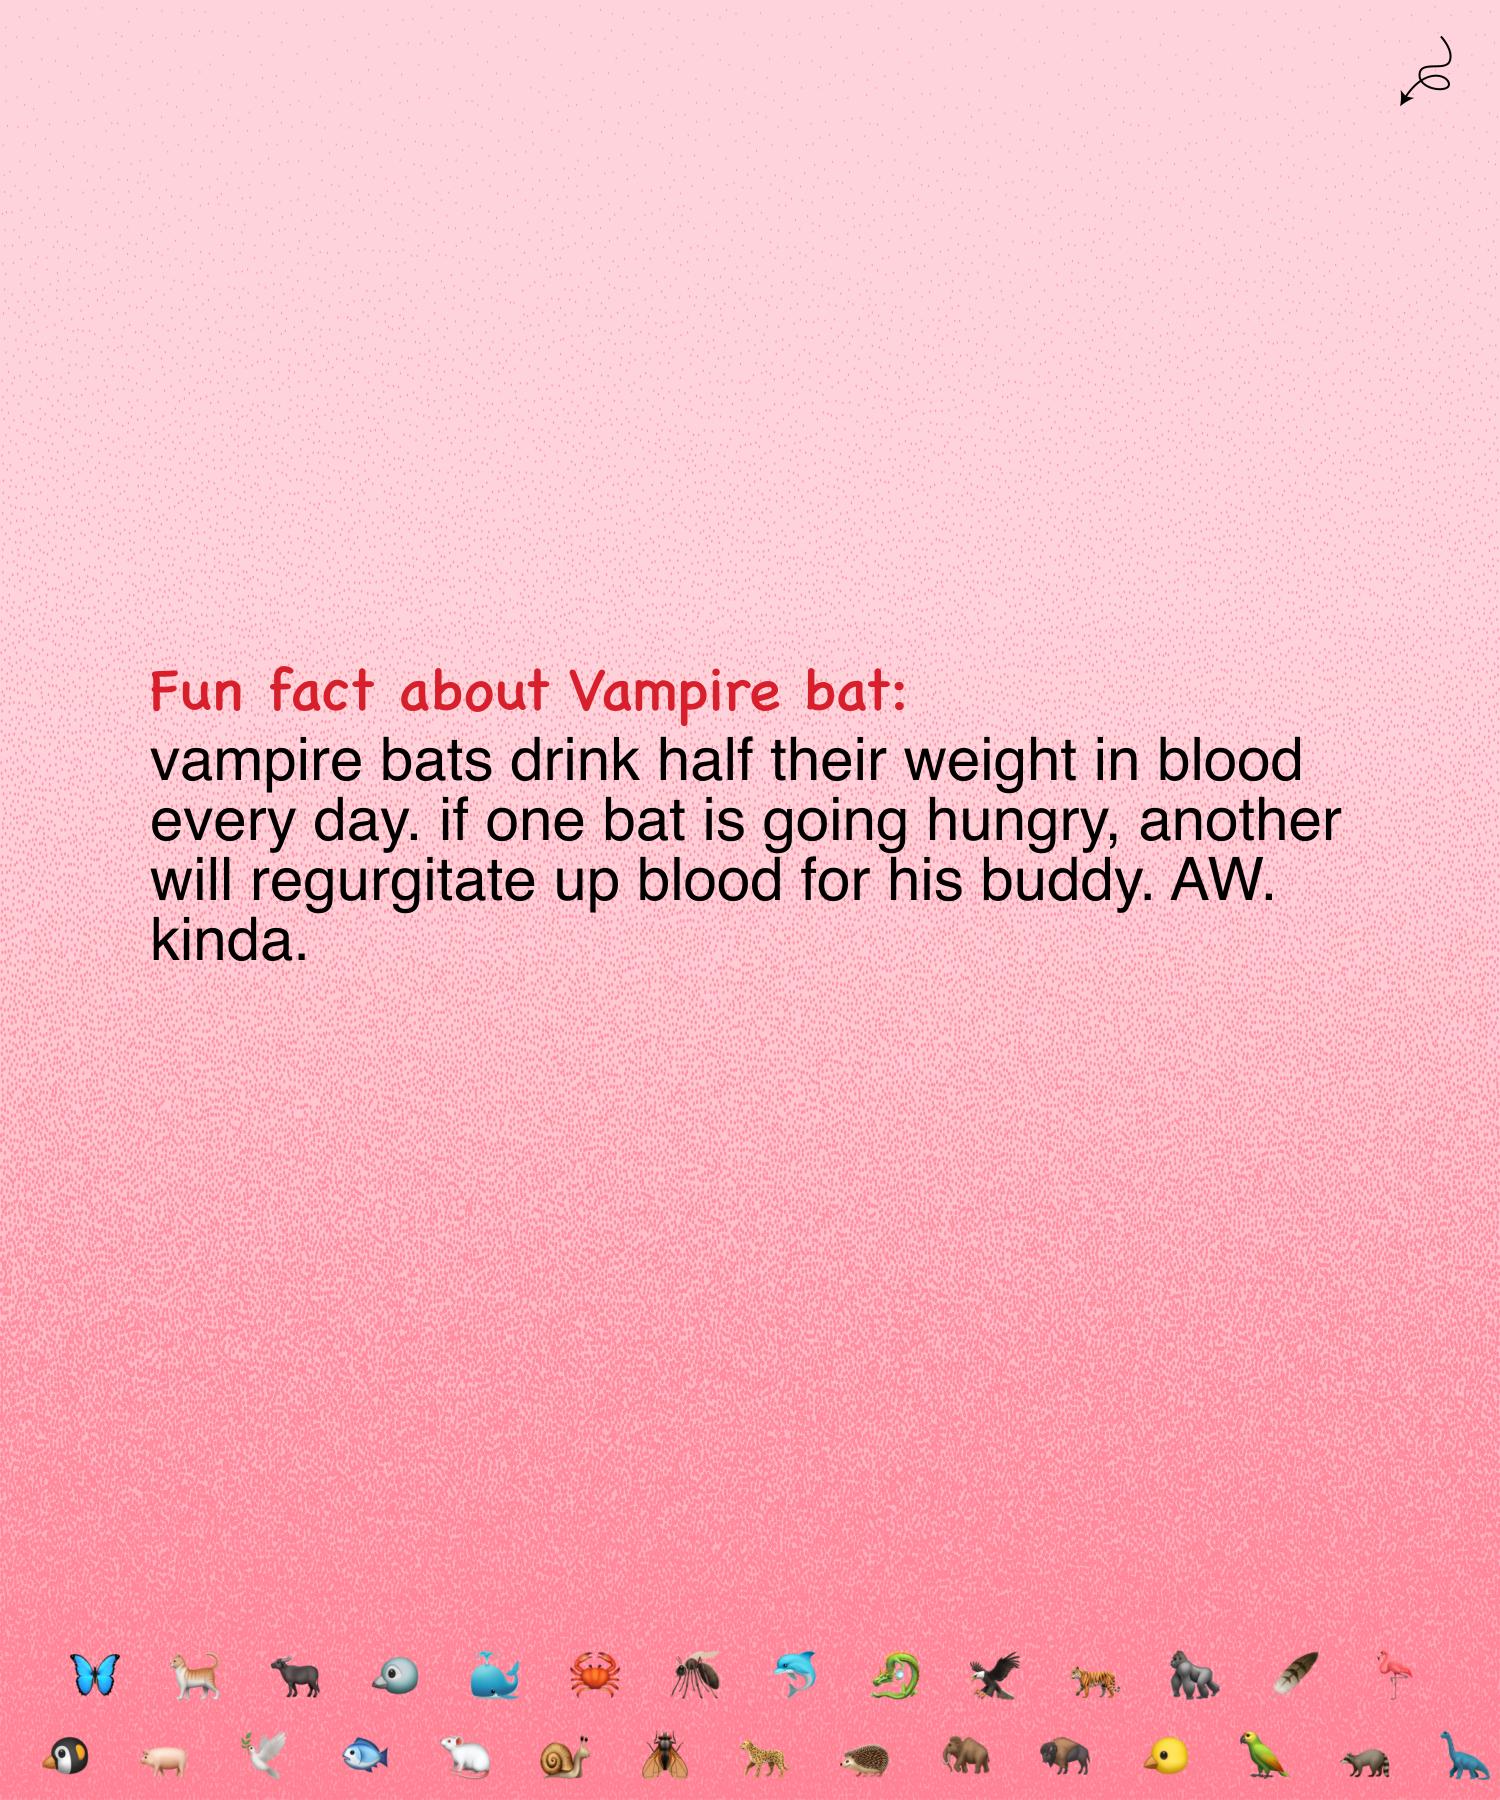 Fun fact about Vampire bat:
vampire bats drink half their weight in blood
every day. if one bat is going hungry, another
will regurgitate up blood for his buddy. AW.
kinda.